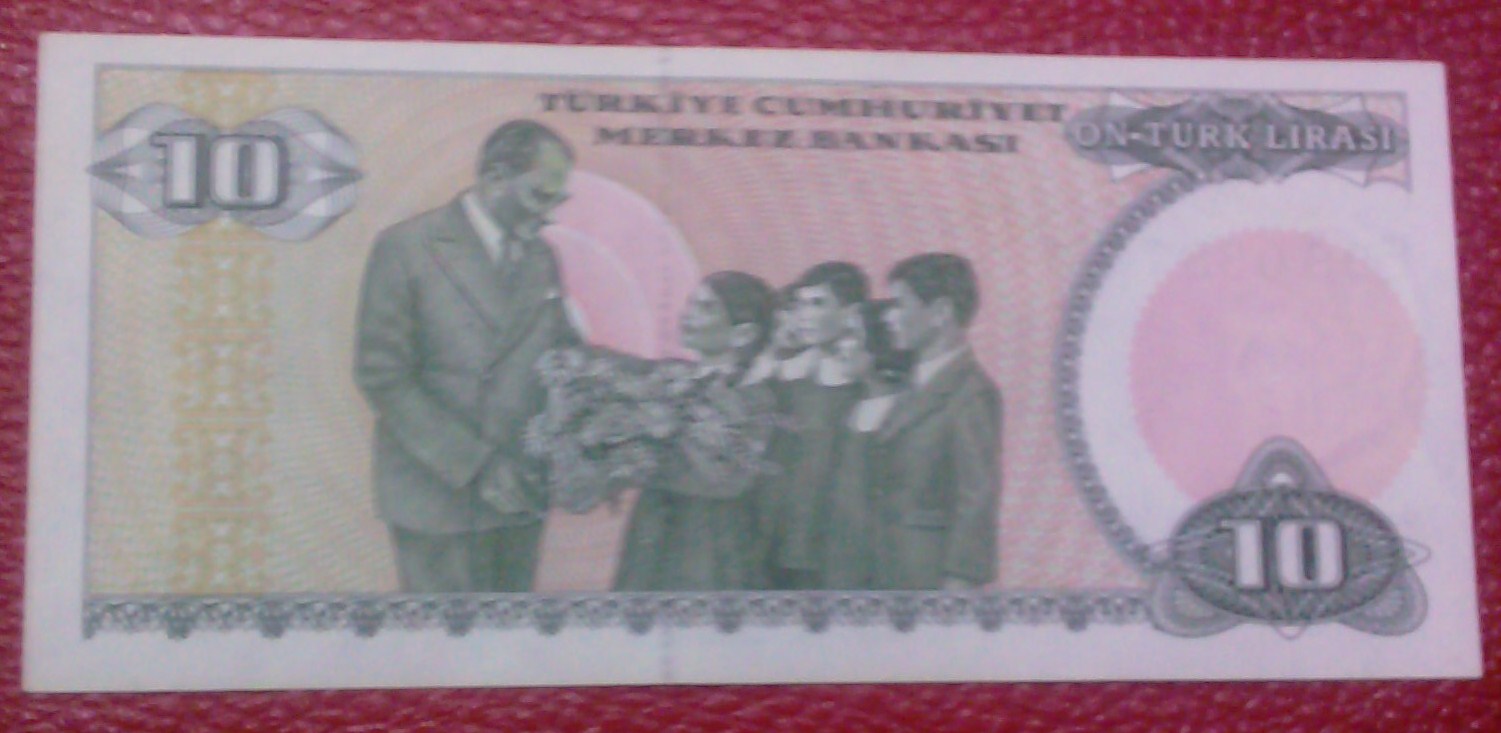 10
TÜRKİYE CUMHURİYET
MERKEZ BANKASI
ON-TÜRK LİRASI
10